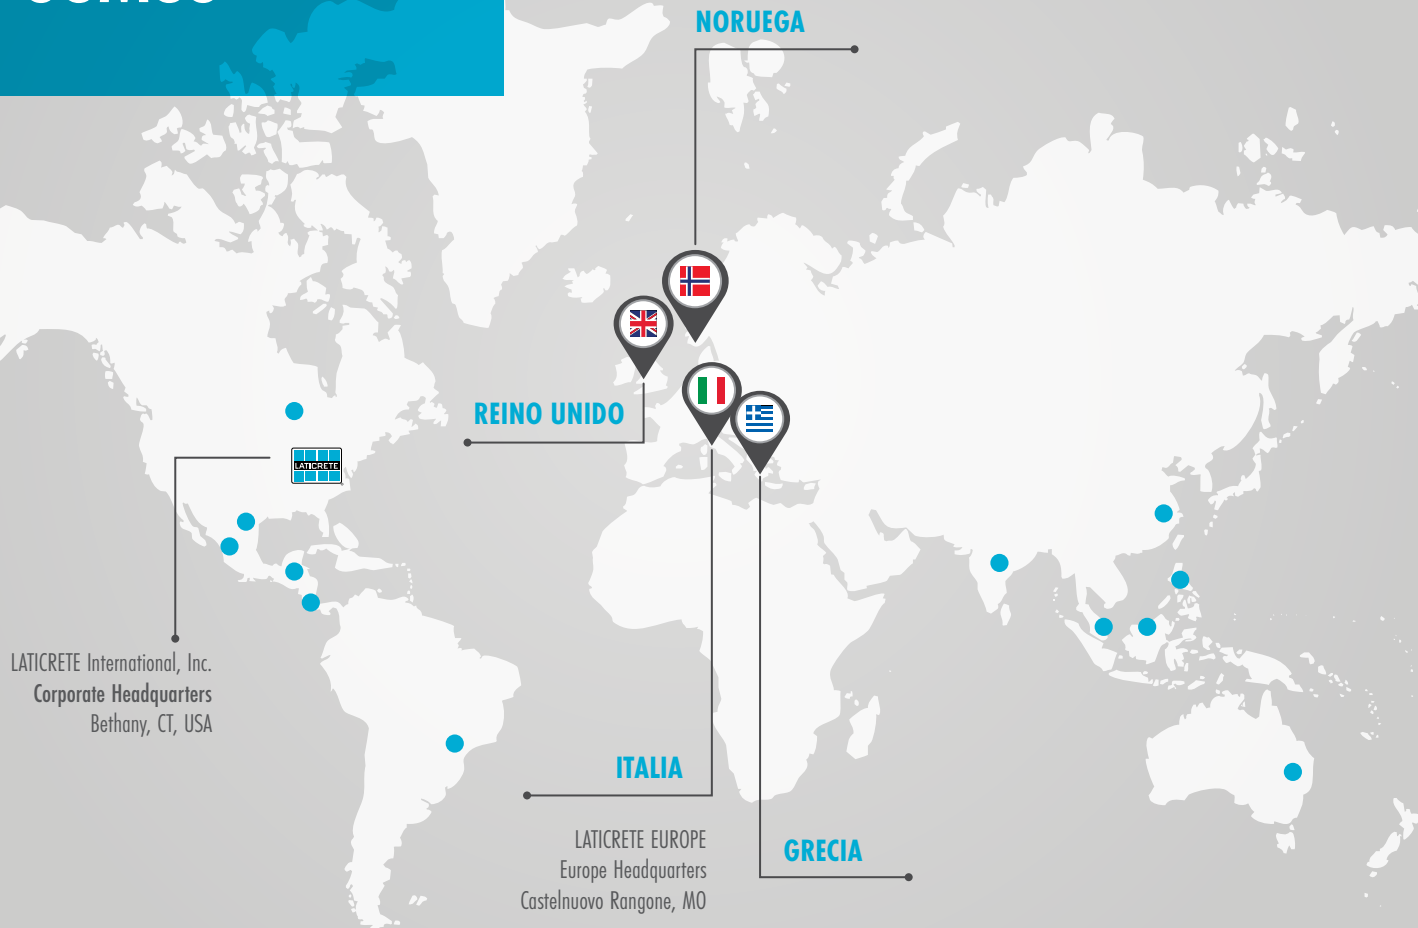 NORUEGA
REINO UNIDO
LATICRETE
LATICRETE International, Inc.
Corporate Headquarters
Bethany, CT, USA
ITALIA
LATICRETE EUROPE
Europe Headquarters
Castelnuovo Rangone, MO
GRECIA